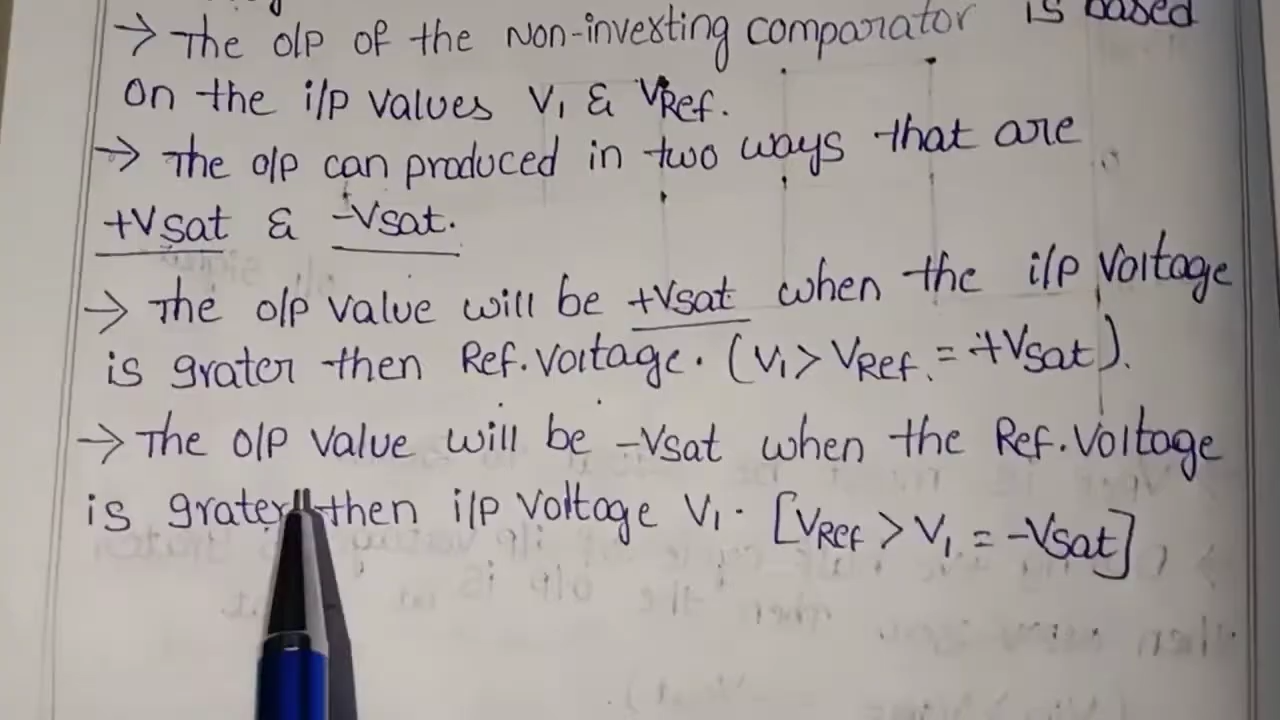 → The o/p of the Non-inverting comparator is based
on the i/p values V1 & VRef.
→ The o/p can produced in two ways that are
+Vsat & -Vsat.
→ The o/p value will be +Vsat when the i/p Voltage
is grater then Ref. Voltage. (V1 > VRef. = +Vsat).
→ The o/p value will be -Vsat when the Ref. Voltage
is grater then i/p Voltage V1. [VRef > V1 = -Vsat]